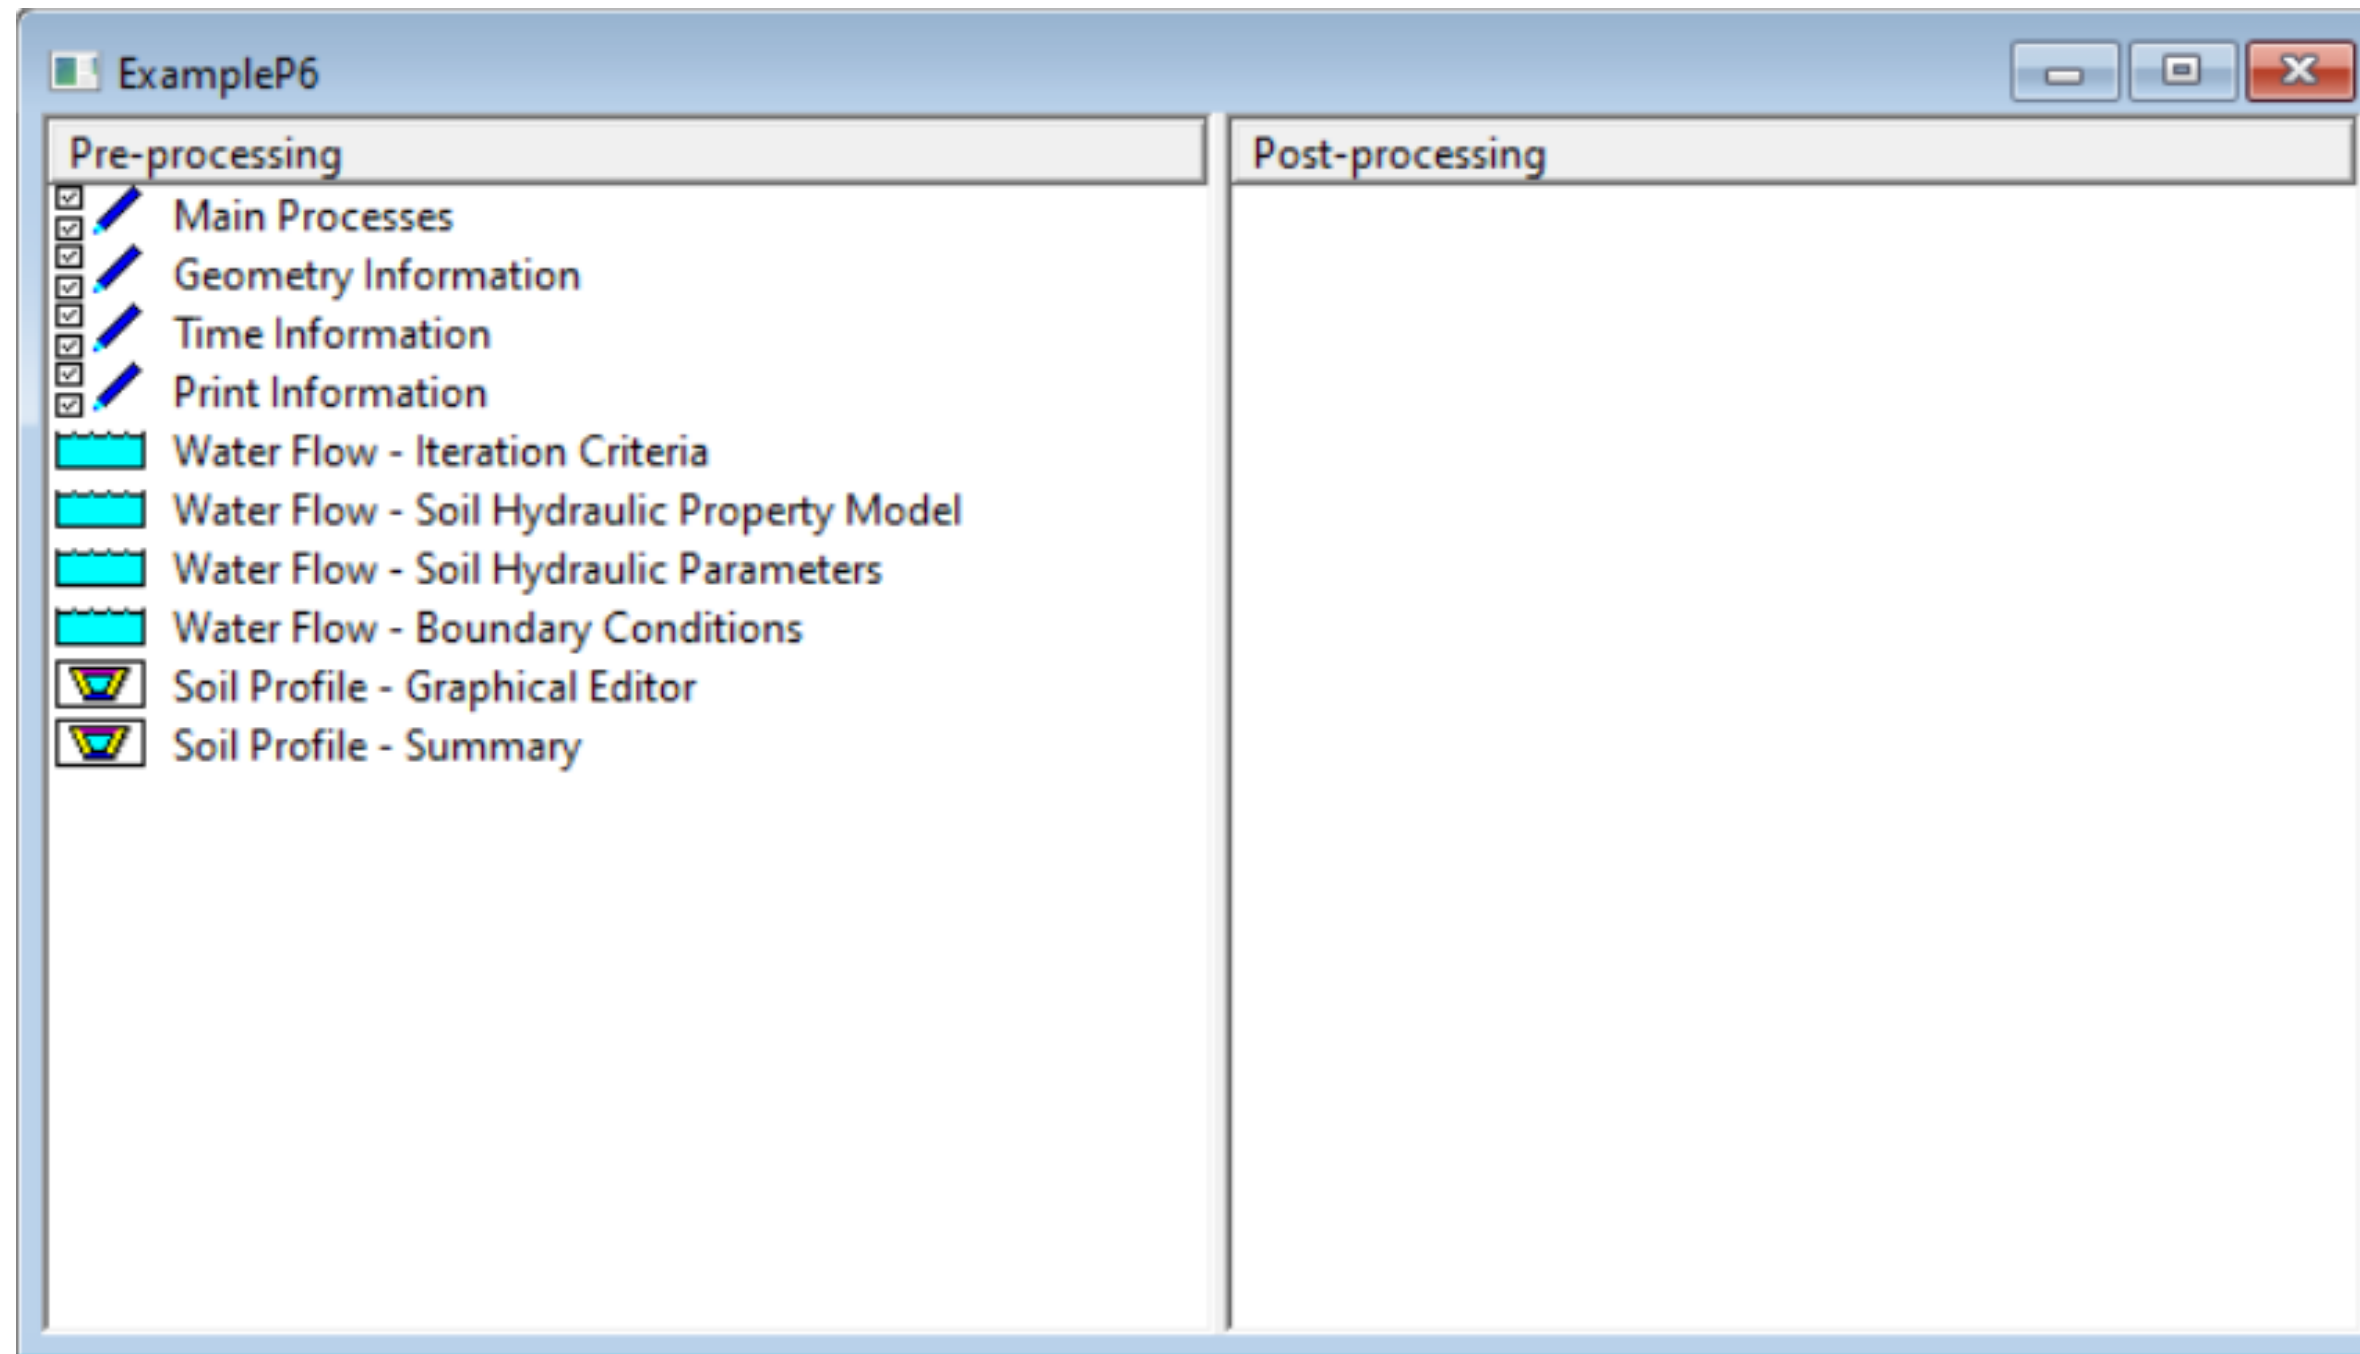 ExampleP6
Pre-processing
Post-processing
Main Processes
Geometry Information
Time Information
Print Information
Water Flow - Iteration Criteria
Water Flow - Soil Hydraulic Property Model
Water Flow - Soil Hydraulic Parameters
Water Flow - Boundary Conditions
Soil Profile - Graphical Editor
Soil Profile - Summary